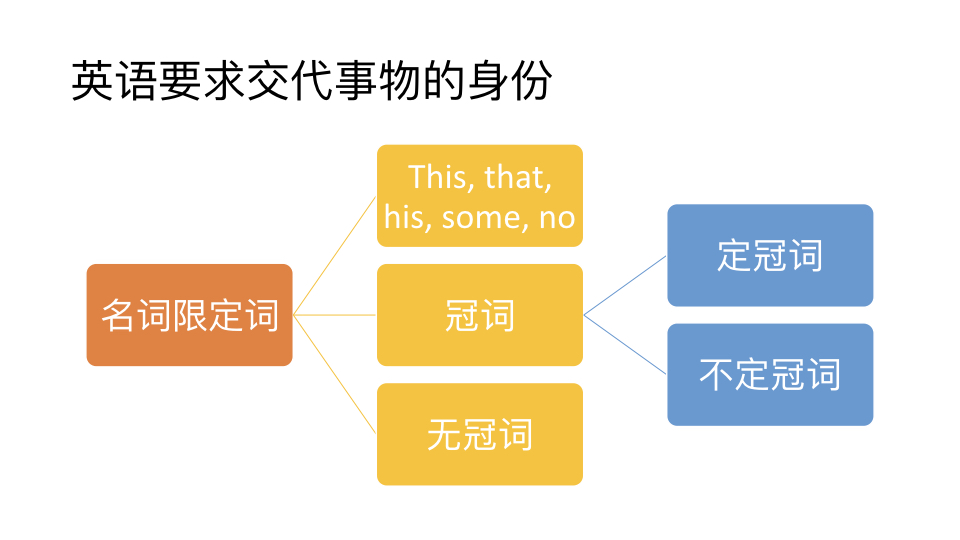 英语要求交代事物的身份
名词限定词
This, that,
his, some, no
冠词
无冠词
定冠词
不定冠词